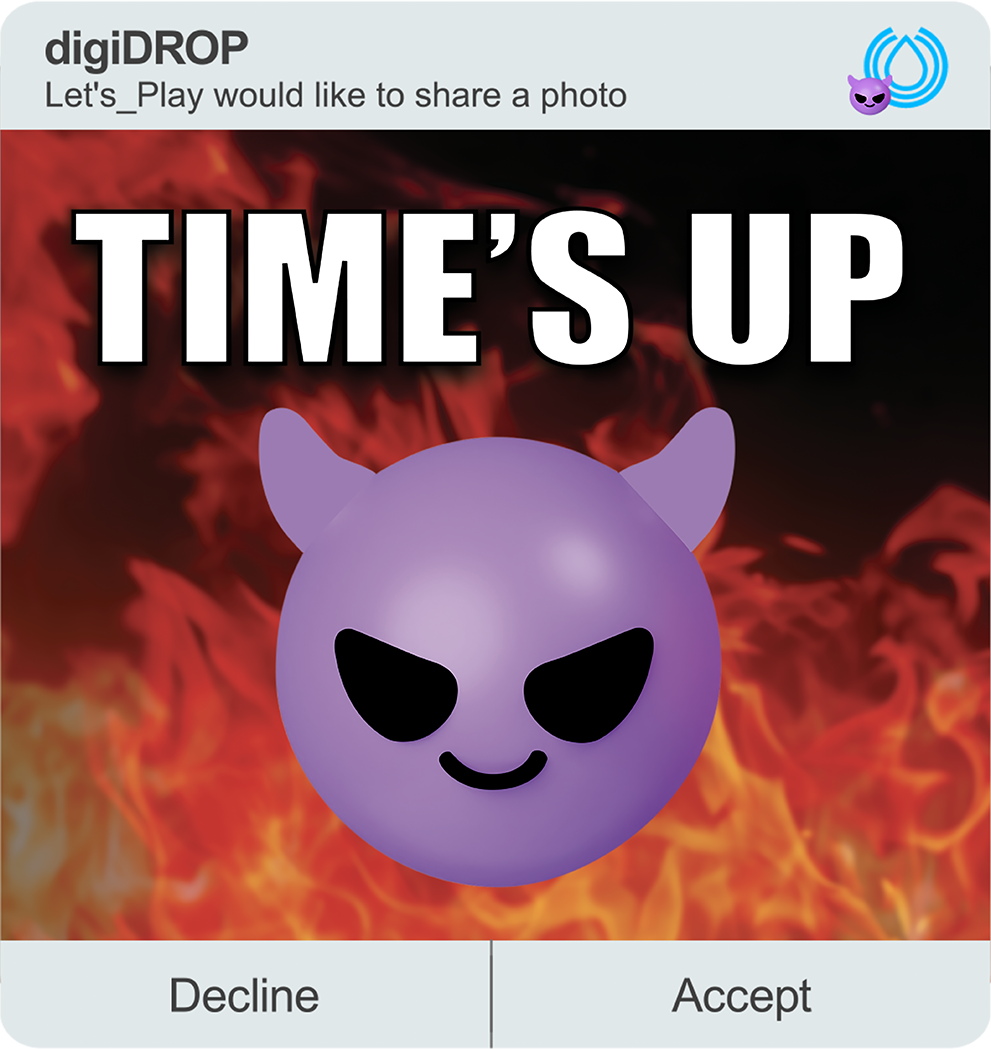 digiDROP
Let's_Play would like to share a photo
TIME’S UP
Decline
Accept